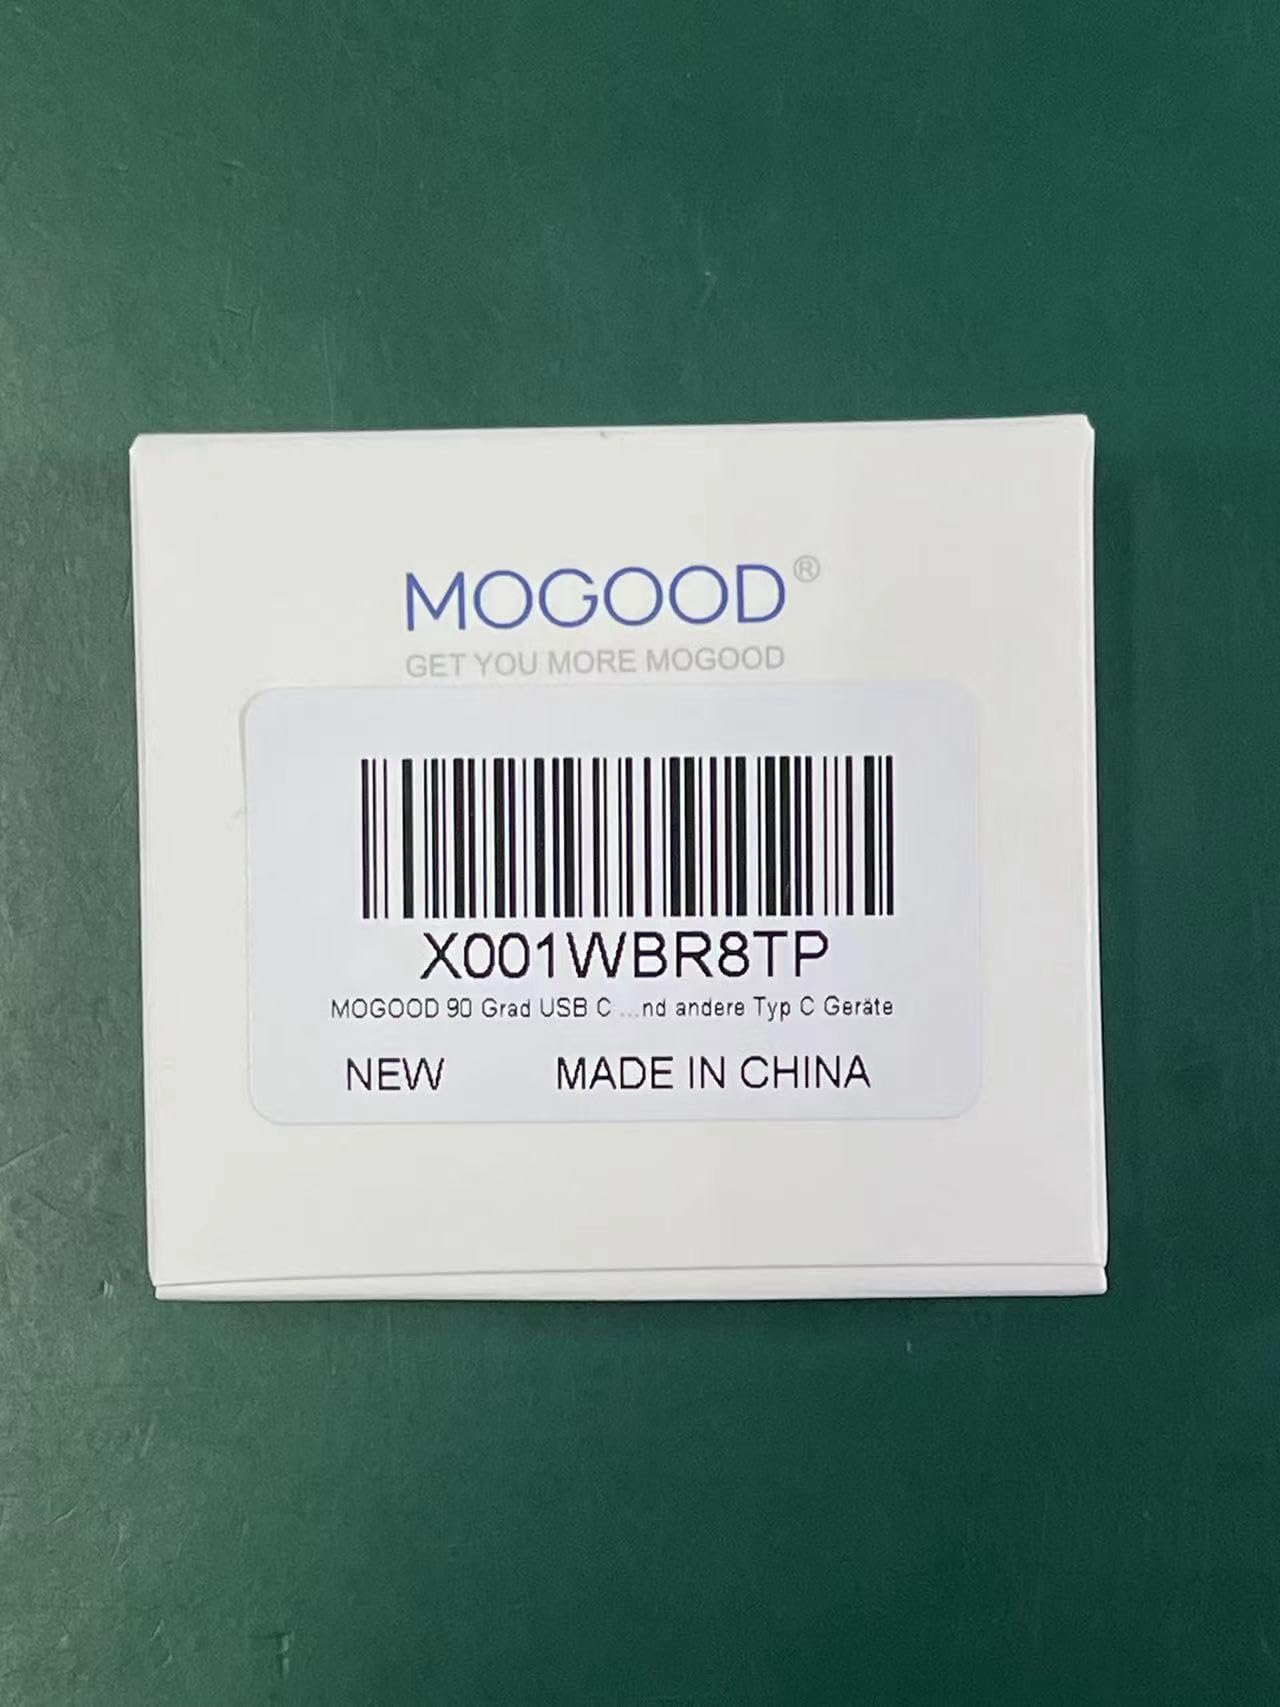 MOGOOD®
GET YOU MORE MOGOOD
X001WBR8TP
MOGOOD 90 Grad USB C ...nd andere Typ C Geräte
NEW MADE IN CHINA